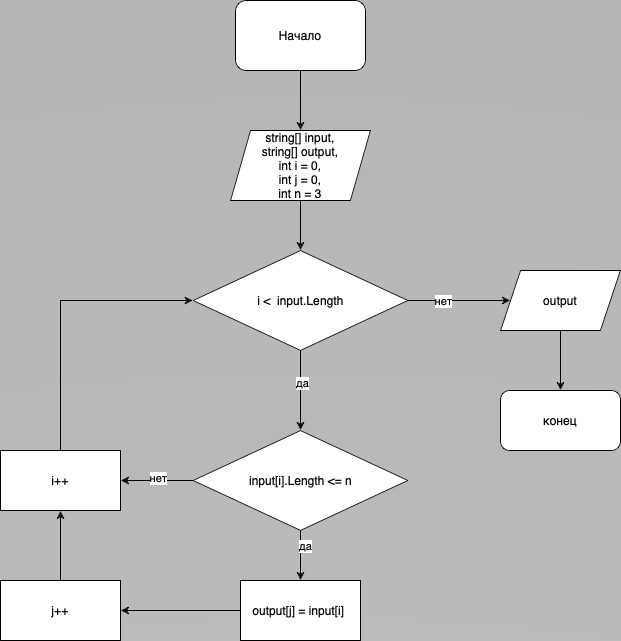 Начало
string[] input,
string[] output,
int i = 0,
int j = 0,
int n = 3
i < input.Length
нет
output
да
конец
input[i].Length <= n
нет
i++
да
output[j] = input[i]
j++